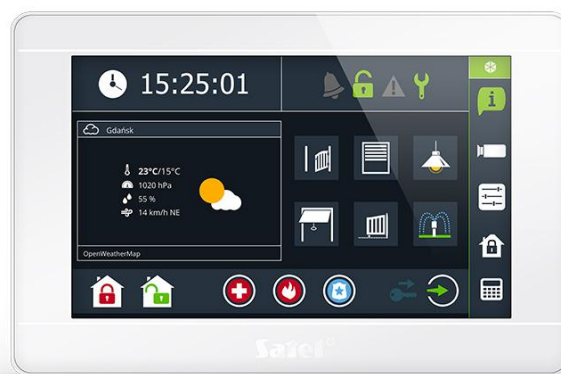 15:25:01
Gdańsk
23°C/15°C
1020 hPa
55 %
14 km/h NE
OpenWeatherMap
i
Satel®